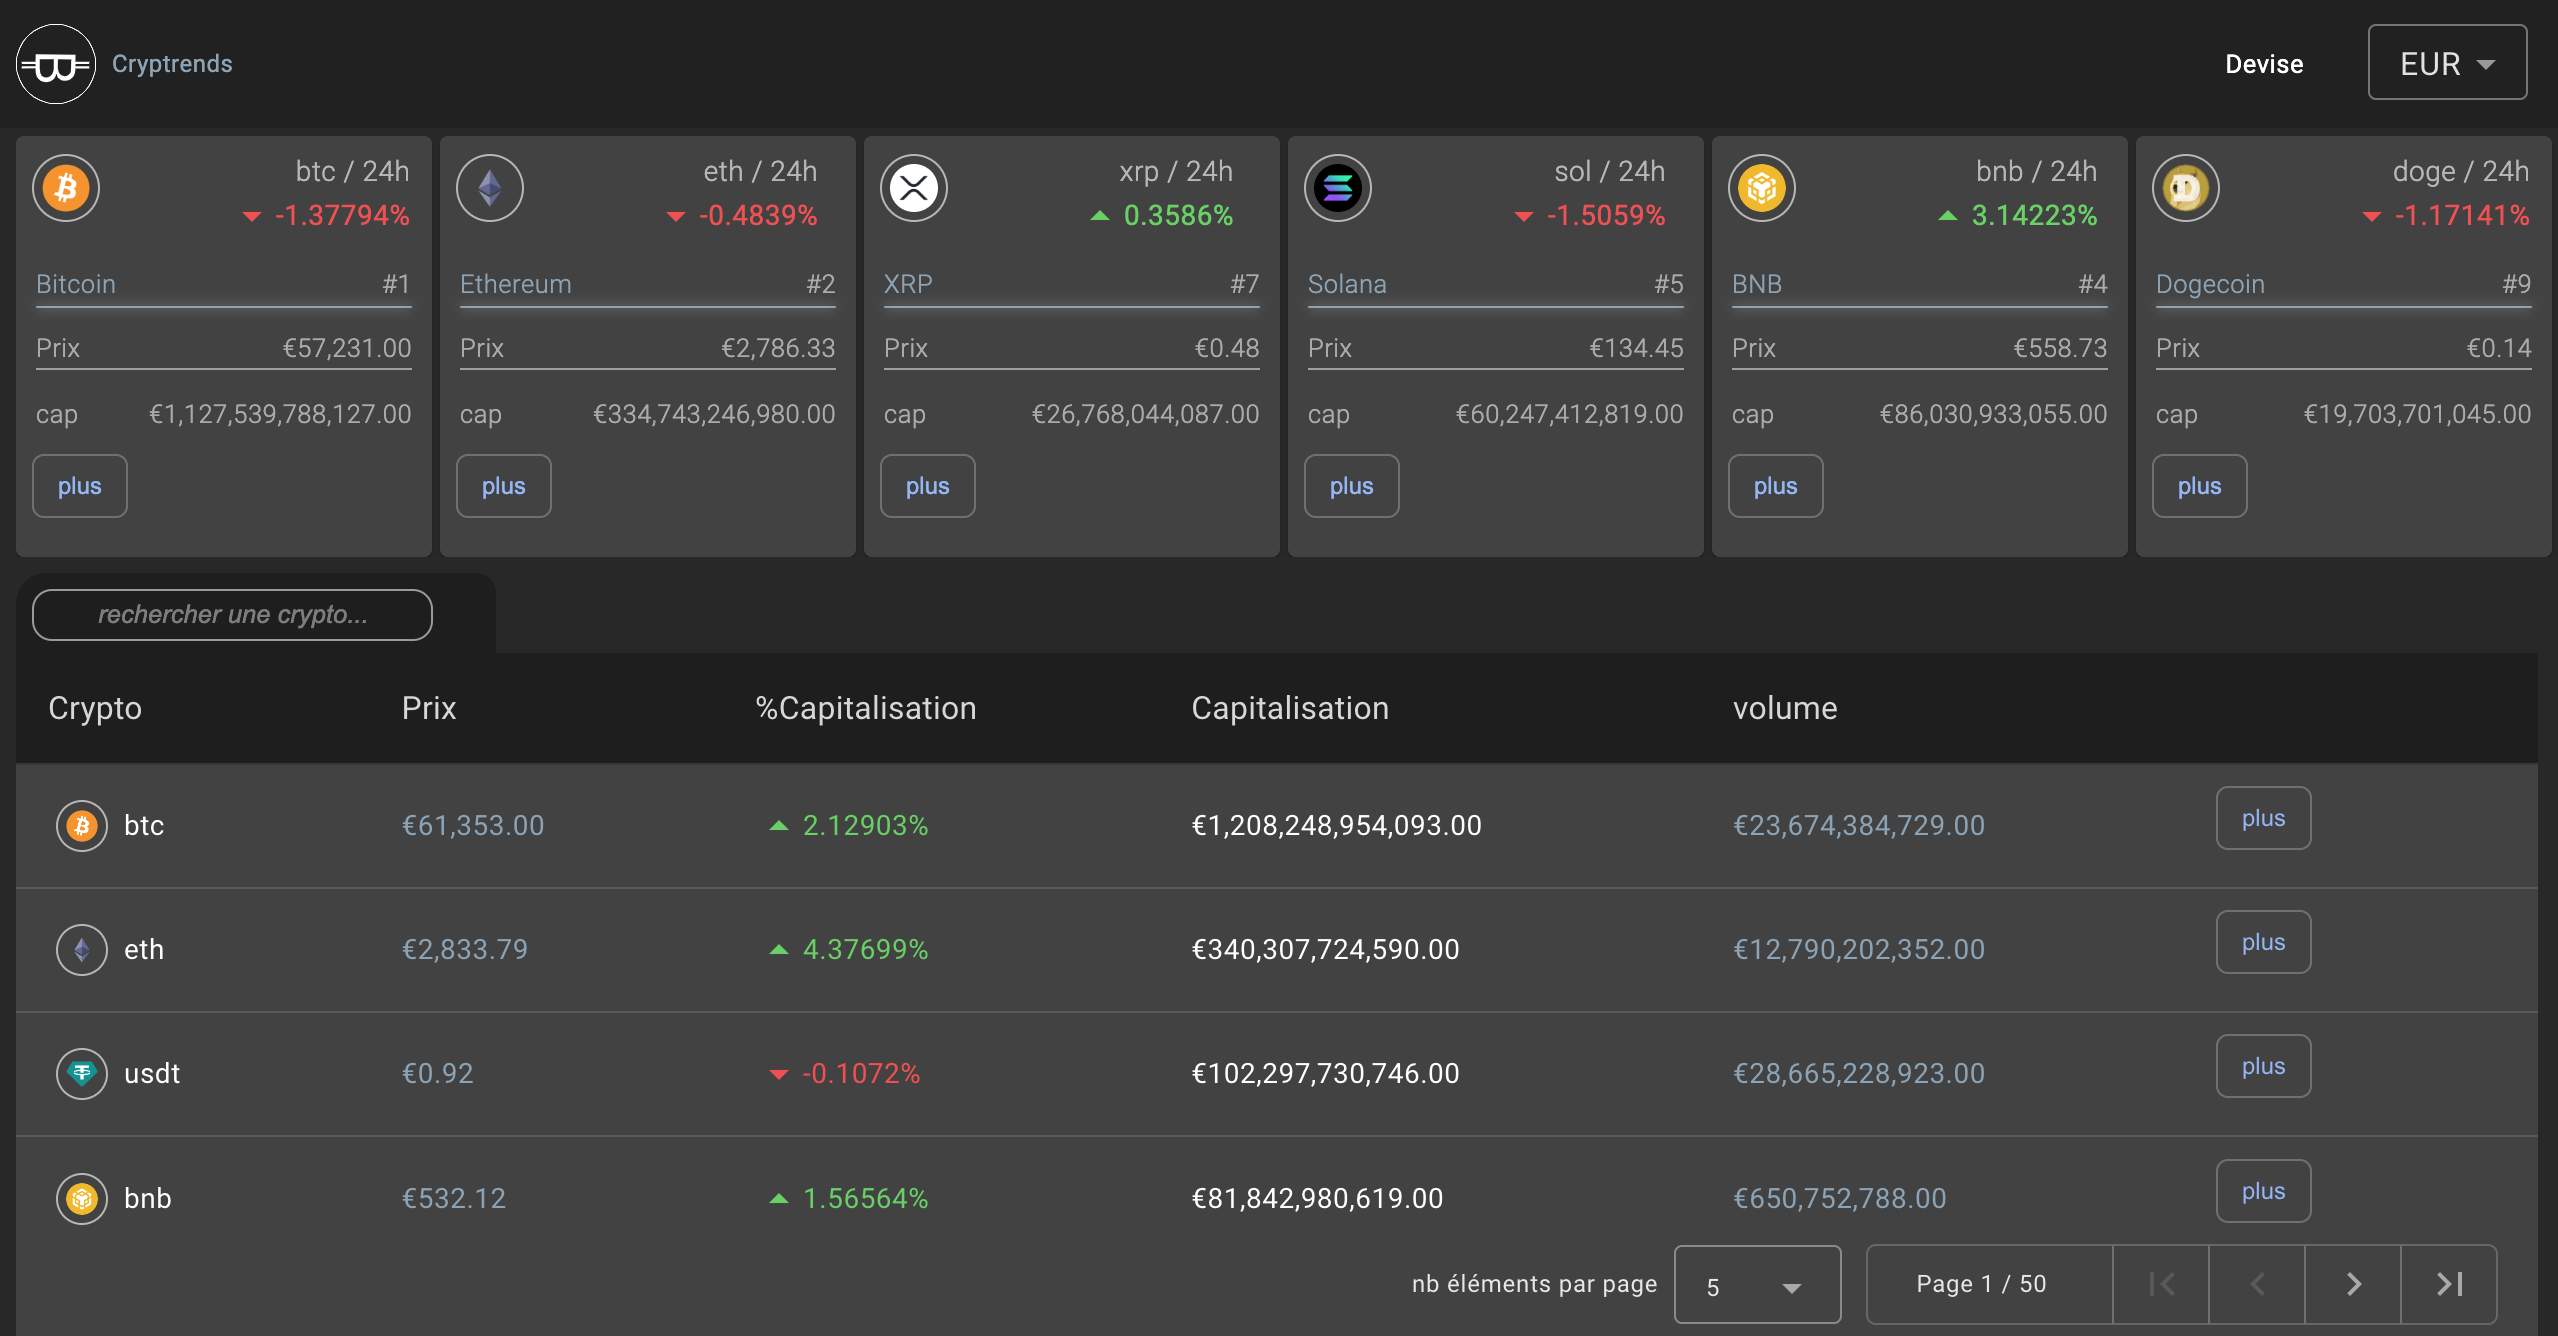 Cryptrends
Devise
EUR
btc / 24h
-1.37794%
Bitcoin #1
Prix €57,231.00
cap €1,127,539,788,127.00
plus
eth / 24h
-0.4839%
Ethereum #2
Prix €2,786.33
cap €334,743,246,980.00
plus
xrp / 24h
0.3586%
XRP #7
Prix €0.48
cap €26,768,044,087.00
plus
sol / 24h
-1.5059%
Solana #5
Prix €134.45
cap €60,247,412,819.00
plus
bnb / 24h
3.14223%
BNB #4
Prix €558.73
cap €86,030,933,055.00
plus
doge / 24h
-1.17141%
Dogecoin #9
Prix €0.14
cap €19,703,701,045.00
plus
rechercher une crypto...
Crypto Prix %Capitalisation Capitalisation volume
btc €61,353.00 2.12903% €1,208,248,954,093.00 €23,674,384,729.00 plus
eth €2,833.79 4.37699% €340,307,724,590.00 €12,790,202,352.00 plus
usdt €0.92 -0.1072% €102,297,730,746.00 €28,665,228,923.00 plus
bnb €532.12 1.56564% €81,842,980,619.00 €650,752,788.00 plus
nb éléments par page 5 Page 1 / 50